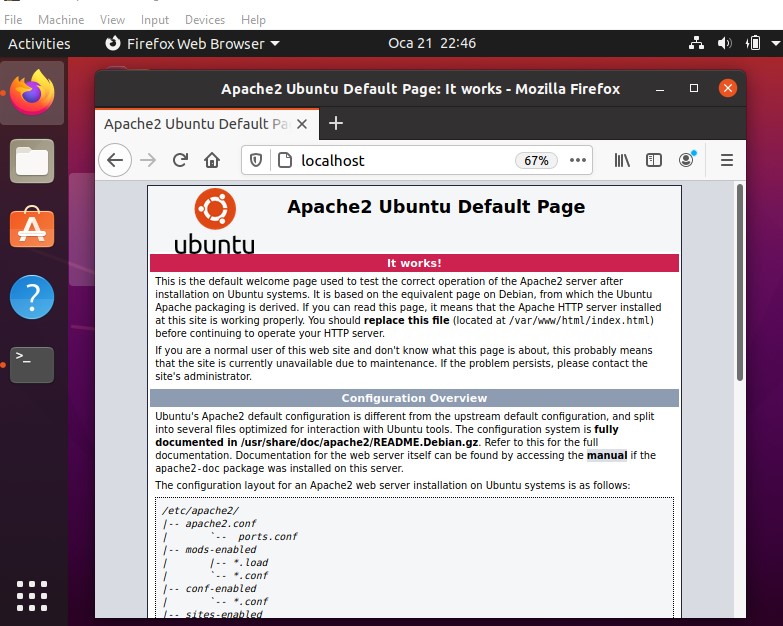 File Machine View Input Devices Help
Activities Firefox Web Browser Oca 21 22:46
Apache2 Ubuntu Default Page: It works - Mozilla Firefox
Apache2 Ubuntu Default Pa
localhost 67%
ubuntu
Apache2 Ubuntu Default Page
It works!
This is the default welcome page used to test the correct operation of the Apache2 server after
installation on Ubuntu systems. It is based on the equivalent page on Debian, from which the Ubuntu
Apache packaging is derived. If you can read this page, it means that the Apache HTTP server installed
at this site is working properly. You should replace this file (located at /var/www/html/index.html)
before continuing to operate your HTTP server.
If you are a normal user of this web site and don't know what this page is about, this probably means
that the site is currently unavailable due to maintenance. If the problem persists, please contact the
site's administrator.
Configuration Overview
Ubuntu's Apache2 default configuration is different from the upstream default configuration, and split
into several files optimized for interaction with Ubuntu tools. The configuration system is fully
documented in /usr/share/doc/apache2/README.Debian.gz. Refer to this for the full
documentation. Documentation for the web server itself can be found by accessing the manual if the
apache2-doc package was installed on this server.
The configuration layout for an Apache2 web server installation on Ubuntu systems is as follows:
/etc/apache2/
|-- apache2.conf
|       `--  ports.conf
|-- mods-enabled
|       |-- *.load
|       `-- *.conf
|-- conf-enabled
|       `-- *.conf
|-- sites-enabled